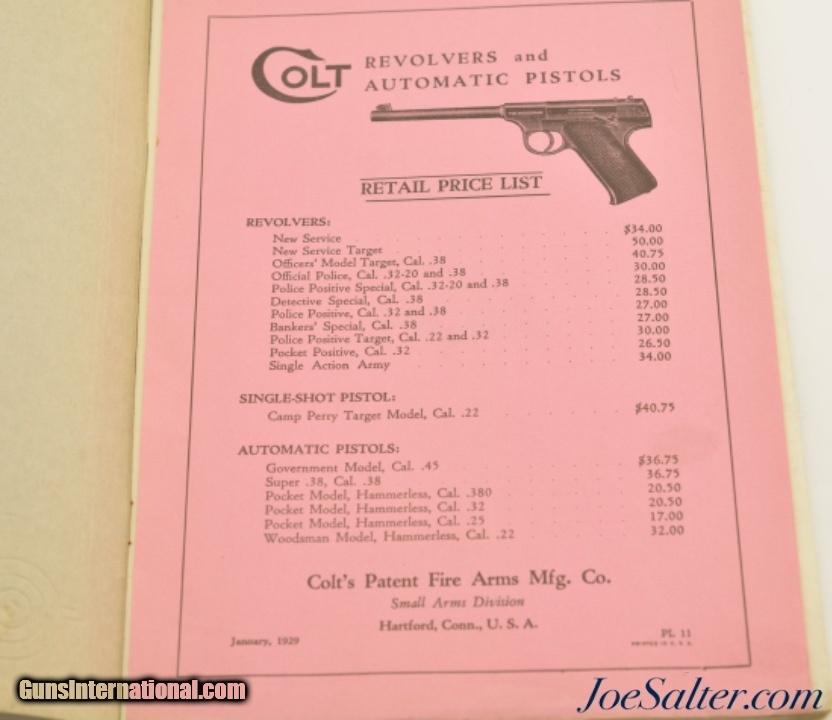 COLT REVOLVERS and
AUTOMATIC PISTOLS
RETAIL PRICE LIST
REVOLVERS:
New Service . . . . . . . . . . $34.00
New Service Target . . . . . . . . . . 50.00
Officers' Model Target, Cal. .38 . . . . . . . . 40.75
Official Police, Cal. .32-20 and .38 . . . . . . . 30.00
Police Positive Special, Cal. .32-20 and .38 . . . . . 28.50
Detective Special, Cal. .38 . . . . . . . . 28.50
Police Positive, Cal. .32 and .38 . . . . . . . 27.00
Bankers' Special, Cal. .38 . . . . . . . . 27.00
Police Positive Target, Cal. .22 and .32 . . . . . . 30.00
Pocket Positive, Cal. .32 . . . . . . . . 26.50
Single Action Army . . . . . . . . . 34.00
SINGLE-SHOT PISTOL:
Camp Perry Target Model, Cal. .22 . . . . . . $40.75
AUTOMATIC PISTOLS:
Government Model, Cal. .45 . . . . . . . $36.75
Super .38, Cal. .38 . . . . . . . . . 36.75
Pocket Model, Hammerless, Cal. .380 . . . . . . 20.50
Pocket Model, Hammerless, Cal. .32 . . . . . . 20.50
Pocket Model, Hammerless, Cal. .25 . . . . . . 17.00
Woodsman Model, Hammerless, Cal. .22 . . . . . 32.00
Colt's Patent Fire Arms Mfg. Co.
Small Arms Division
Hartford, Conn., U. S. A.
January, 1929
PL 11
PRINTED IN U. S. A.
GunsInternational.com
JoeSalter.com